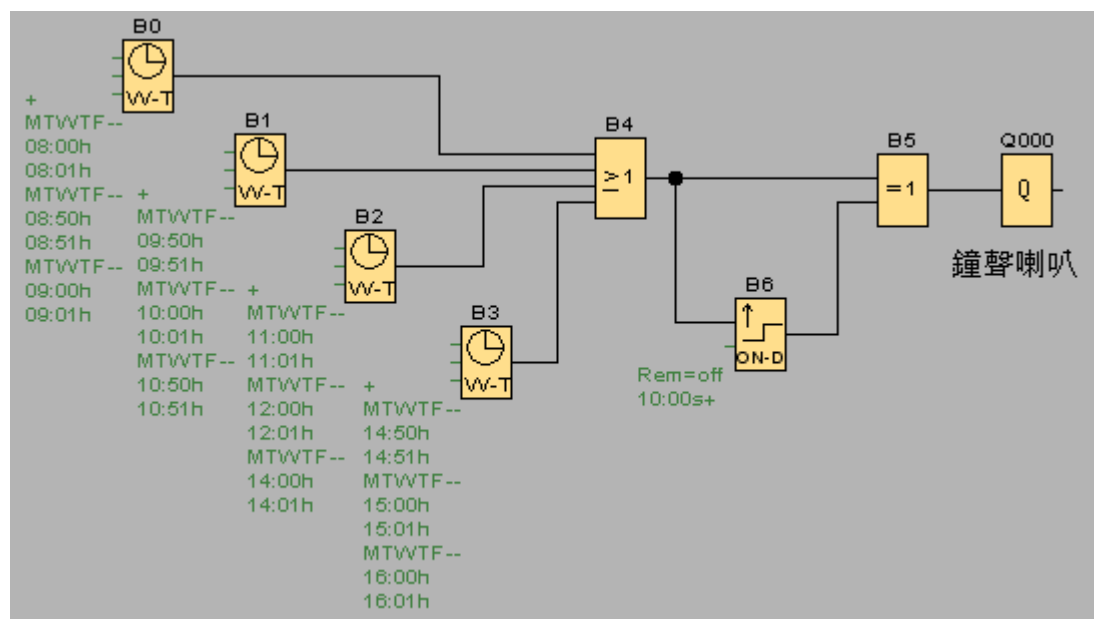 B0
W-T
+
MTWTF--
08:00h
08:01h
MTWTF--
08:50h
08:51h
MTWTF--
09:00h
09:01h
B1
W-T
+
MTWTF--
09:50h
09:51h
MTWTF--
10:00h
10:01h
MTWTF--
10:50h
10:51h
B2
W-T
+
MTWTF--
11:00h
11:01h
MTWTF--
12:00h
12:01h
MTWTF--
14:00h
14:01h
B3
W-T
+
MTWTF--
14:50h
14:51h
MTWTF--
15:00h
15:01h
MTWTF--
16:00h
16:01h
B4
≥1
B6
ON-D
Rem=off
10:00s+
B5
=1
Q000
Q
鐘聲喇叭